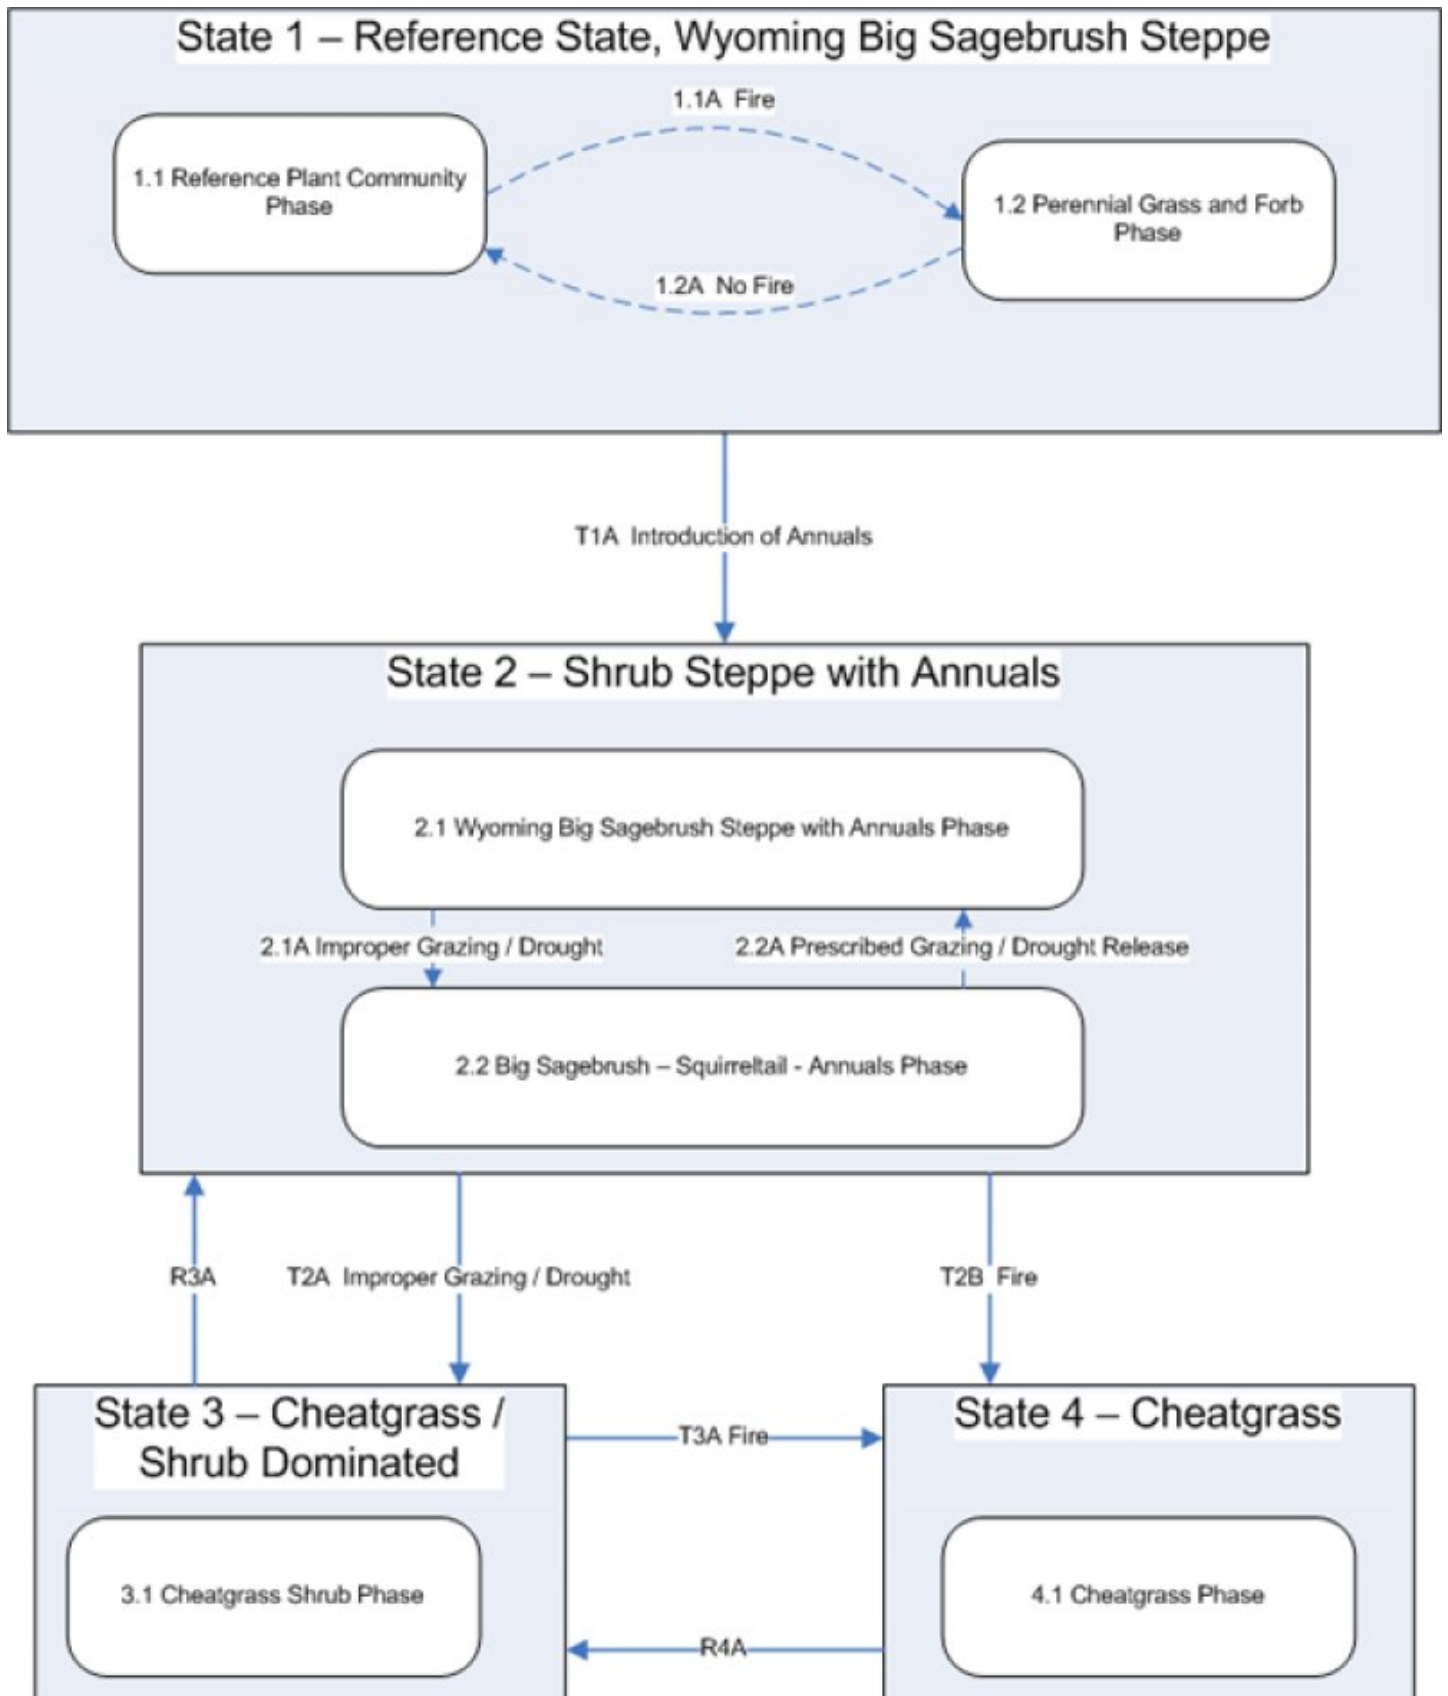 State 1 – Reference State, Wyoming Big Sagebrush Steppe
1.1A  Fire
1.1 Reference Plant Community
Phase
1.2 Perennial Grass and Forb
Phase
1.2A  No Fire
T1A  Introduction of Annuals
State 2 – Shrub Steppe with Annuals
2.1 Wyoming Big Sagebrush Steppe with Annuals Phase
2.1A Improper Grazing / Drought
2.2A Prescribed Grazing / Drought Release
2.2 Big Sagebrush – Squirreltail - Annuals Phase
R3A
T2A  Improper Grazing / Drought
T2B  Fire
State 3 – Cheatgrass /
Shrub Dominated
T3A Fire
State 4 – Cheatgrass
3.1 Cheatgrass Shrub Phase
4.1 Cheatgrass Phase
R4A